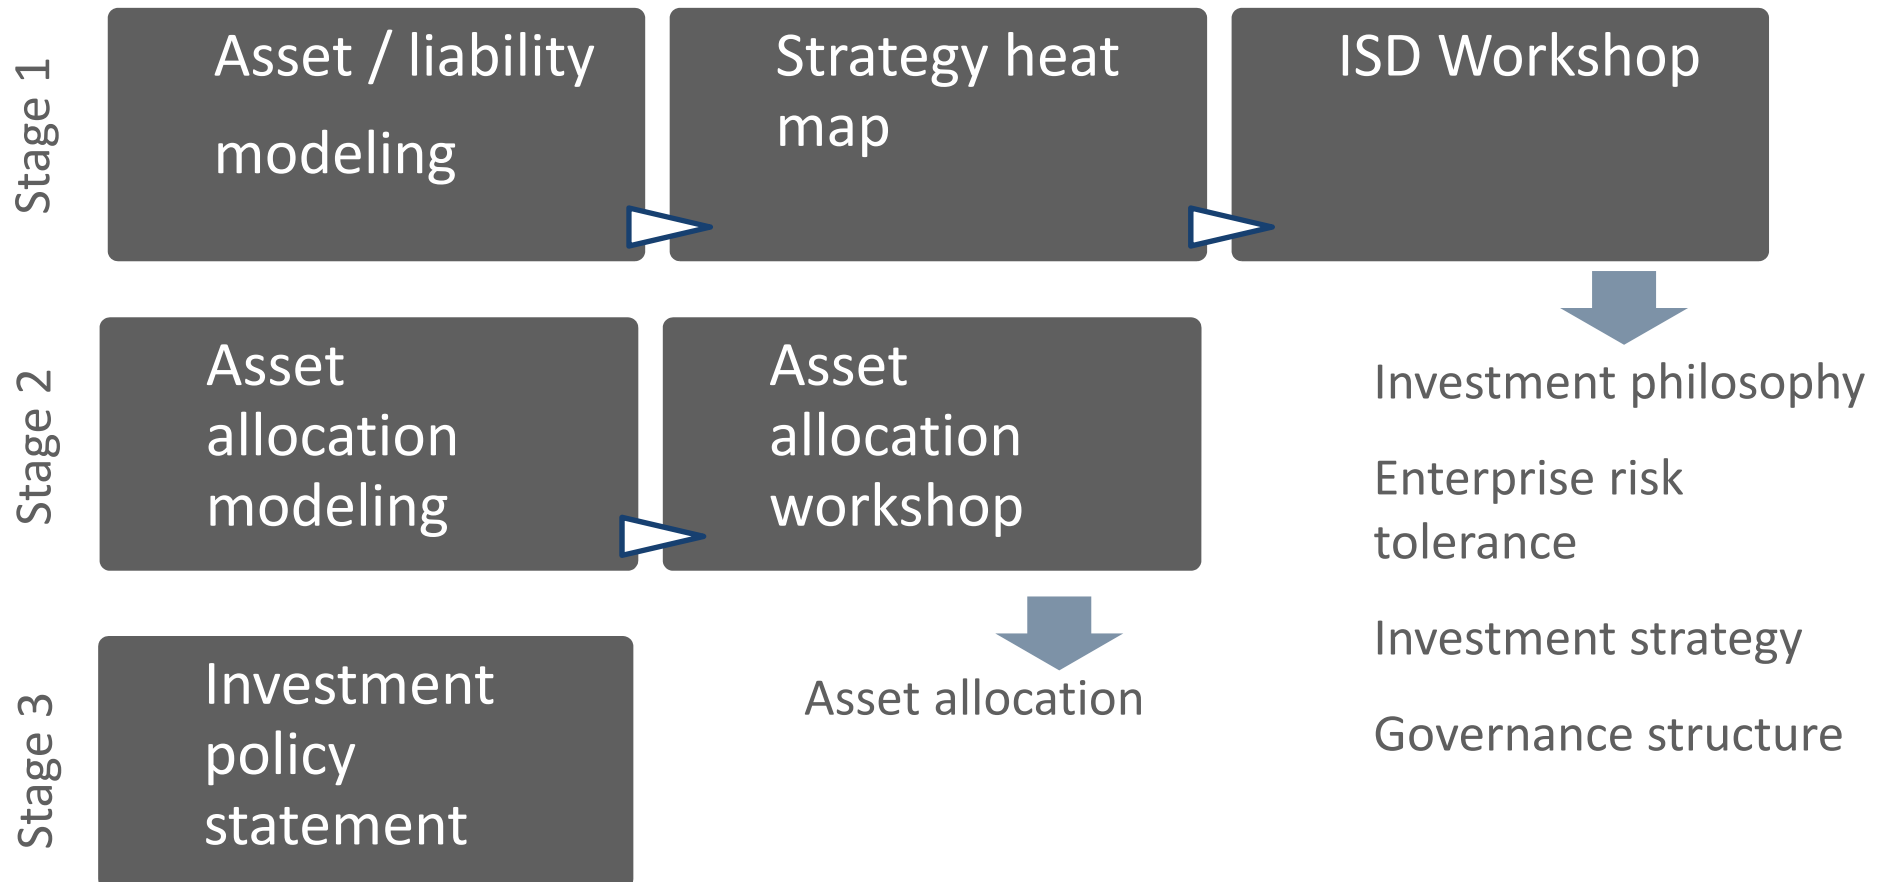 Stage 1
Asset / liability
modeling
Strategy heat
map
ISD Workshop
Stage 2
Asset
allocation
modeling
Asset
allocation
workshop
Investment philosophy
Enterprise risk
tolerance
Investment strategy
Governance structure
Asset allocation
Stage 3
Investment
policy
statement